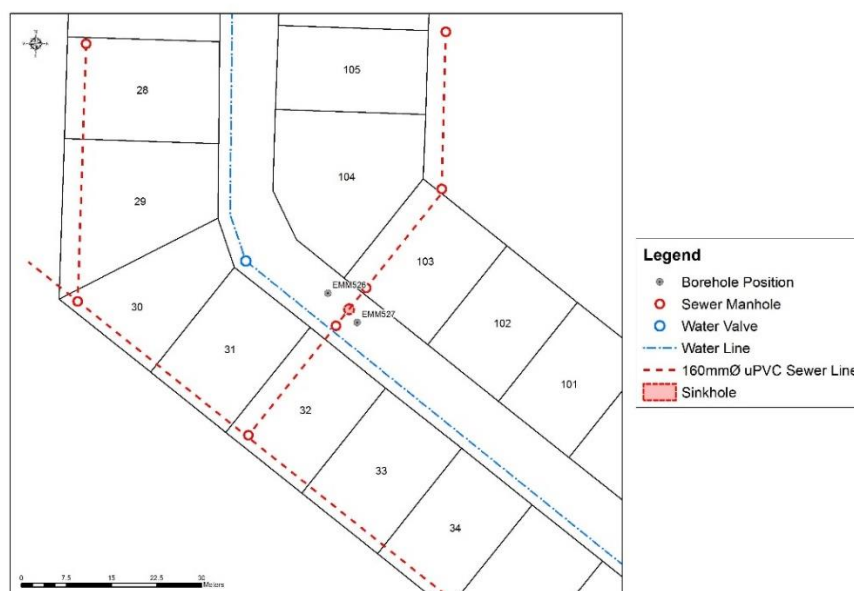 105
28
104
29
103
EMM526
30
EMM527
102
31
101
32
33
34
0 7.5 15 22.5 30
Meters
Legend
Borehole Position
Sewer Manhole
Water Valve
Water Line
160mmØ uPVC Sewer Line
Sinkhole